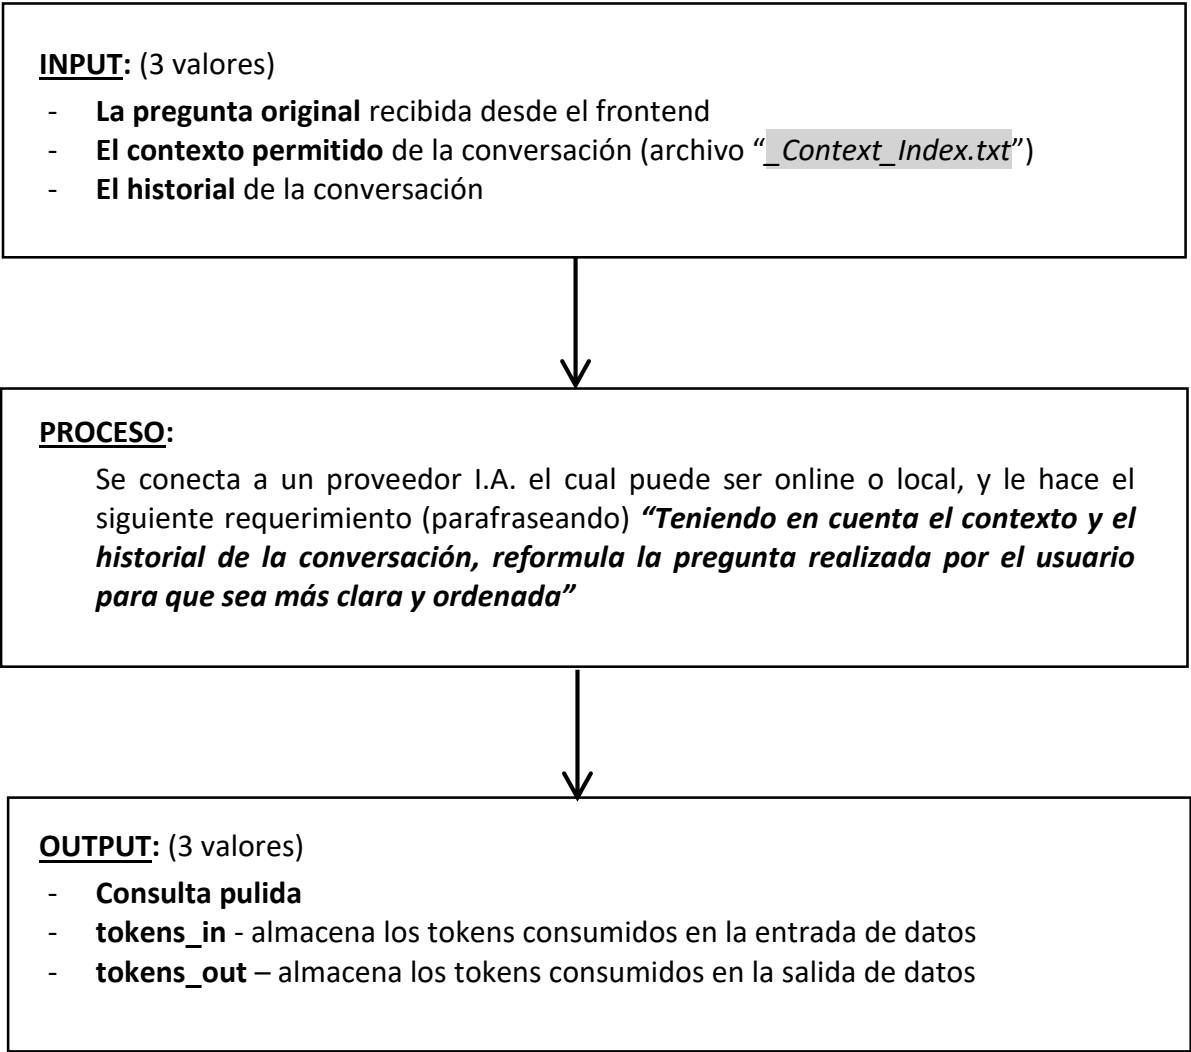 INPUT: (3 valores)
- La pregunta original recibida desde el frontend
- El contexto permitido de la conversación (archivo “_Context_Index.txt”)
- El historial de la conversación
PROCESO:
Se conecta a un proveedor I.A. el cual puede ser online o local, y le hace el
siguiente requerimiento (parafraseando) “Teniendo en cuenta el contexto y el
historial de la conversación, reformula la pregunta realizada por el usuario
para que sea más clara y ordenada”
OUTPUT: (3 valores)
- Consulta pulida
- tokens_in - almacena los tokens consumidos en la entrada de datos
- tokens_out – almacena los tokens consumidos en la salida de datos